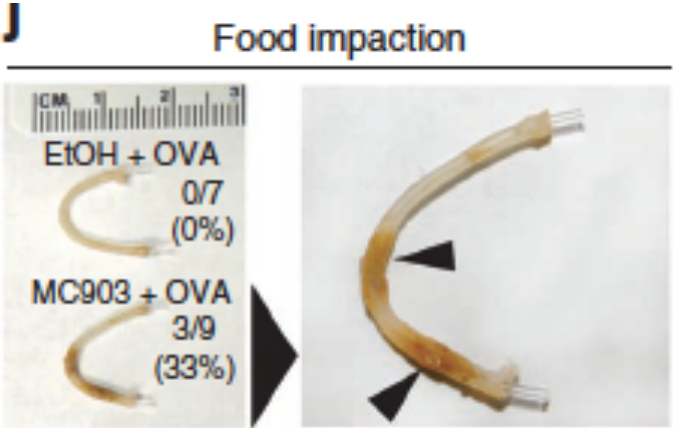 J
Food impaction
CM 1 2 3
EtOH + OVA
0/7
(0%)
MC903 + OVA
3/9
(33%)